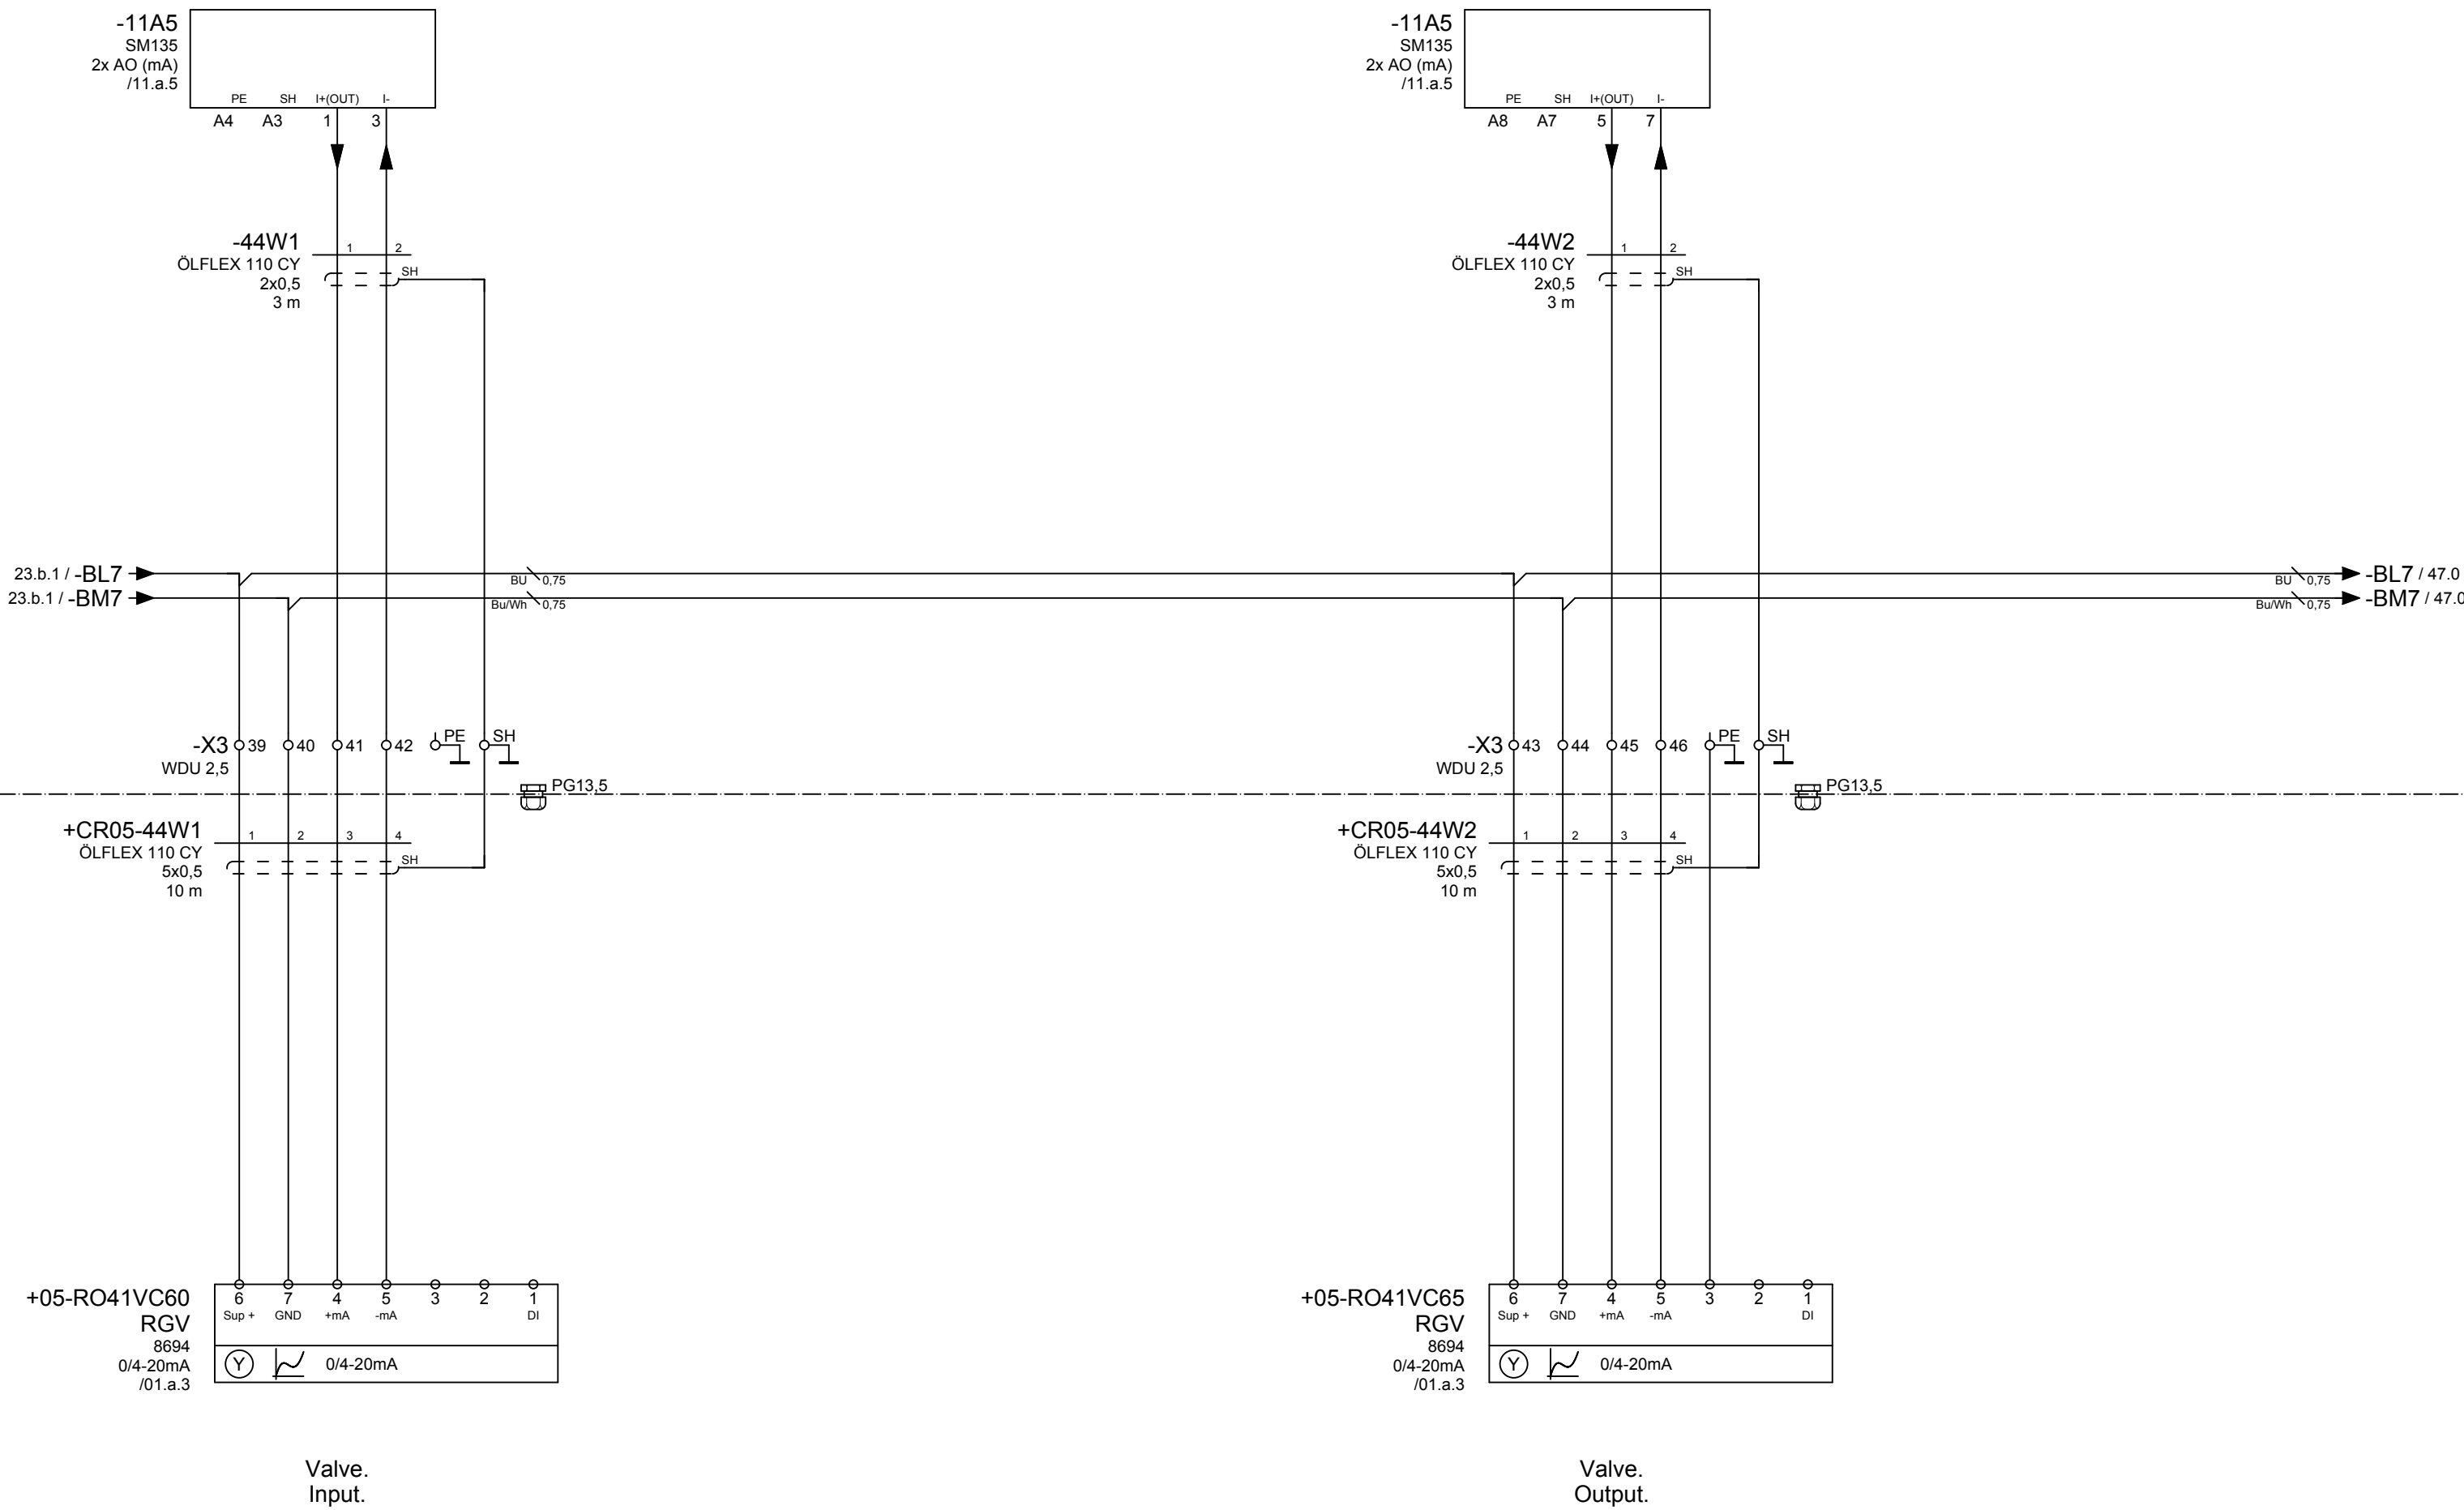 -11A5
SM135
2x AO (mA)
/11.a.5
PE SH I+(OUT) I-
A4 A3 1 3
-11A5
SM135
2x AO (mA)
/11.a.5
PE SH I+(OUT) I-
A8 A7 5 7
-44W1
ÖLFLEX 110 CY
2x0,5
3 m
1 2
SH
-44W2
ÖLFLEX 110 CY
2x0,5
3 m
1 2
SH
23.b.1 / -BL7
BU 0,75
BU 0,75
-BL7 / 47.0
23.b.1 / -BM7
Bu/Wh 0,75
Bu/Wh 0,75
-BM7 / 47.0
-X3 39 40 41 42 PE SH
WDU 2,5
PG13,5
-X3 43 44 45 46 PE SH
WDU 2,5
PG13,5
+CR05-44W1
ÖLFLEX 110 CY
5x0,5
10 m
1 2 3 4
SH
+CR05-44W2
ÖLFLEX 110 CY
5x0,5
10 m
1 2 3 4
SH
+05-RO41VC60
RGV
8694
0/4-20mA
/01.a.3
6 7 4 5 3 2 1
Sup + GND +mA -mA DI
Y 0/4-20mA
+05-RO41VC65
RGV
8694
0/4-20mA
/01.a.3
6 7 4 5 3 2 1
Sup + GND +mA -mA DI
Y 0/4-20mA
Valve.
Input.
Valve.
Output.